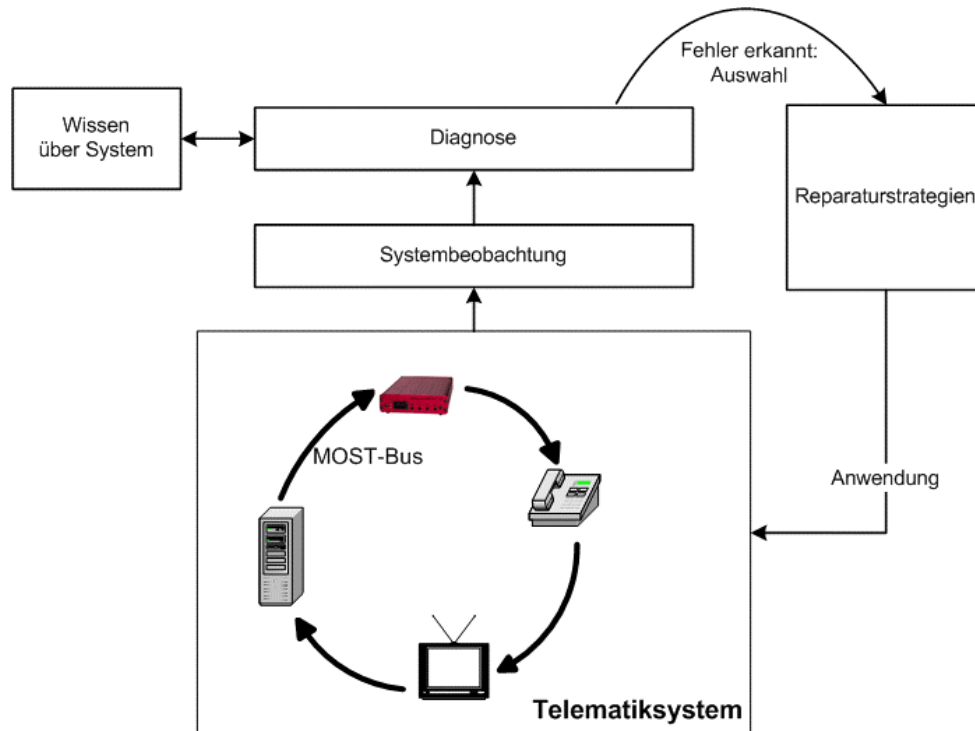 Fehler erkannt:
Auswahl
Wissen
über System
Diagnose
Reparaturstrategien
Systembeobachtung
MOST-Bus
Anwendung
Telematiksystem